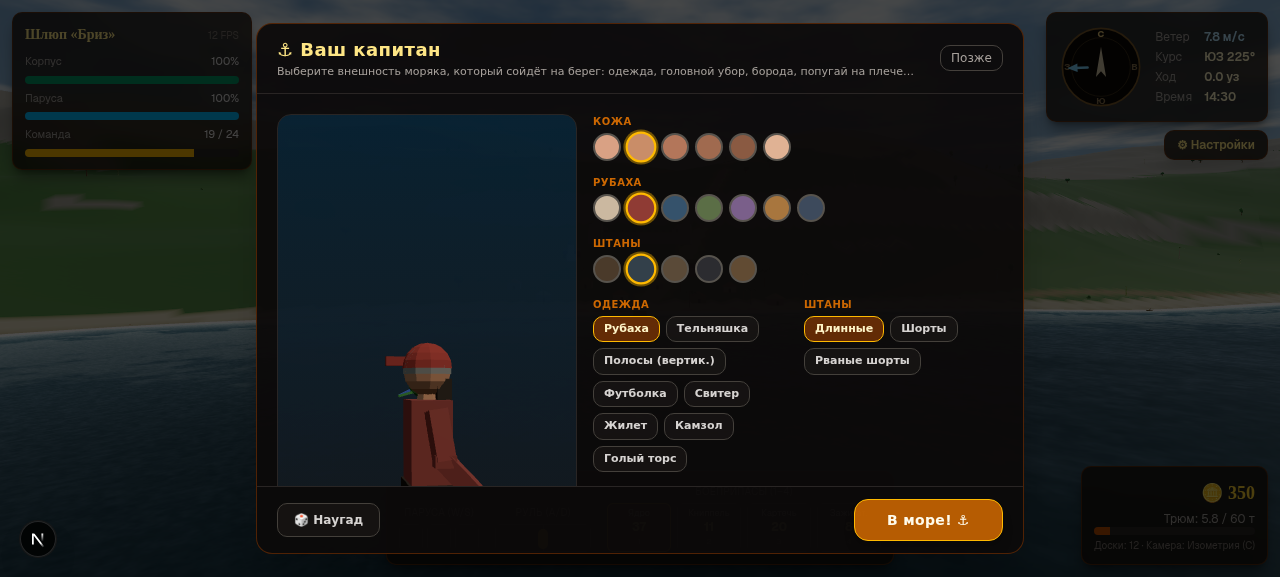 Шлюп «Бриз»
12 FPS
Корпус 100%
Паруса 100%
Команда 19 / 24
⚓ Ваш капитан
Выберите внешность моряка, который сойдёт на берег: одежда, головной убор, борода, попугай на плече…
Позже
КОЖА
РУБАХА
ШТАНЫ
ОДЕЖДА
Рубаха Тельняшка
Полосы (вертик.)
Футболка Свитер
Жилет Камзол
Голый торс
ШТАНЫ
Длинные Шорты
Рваные шорты
🎲 Наугад
В море! ⚓
С
В
Ю
З
Ветер 7.8 м/с
Курс ЮЗ 225°
Ход 0.0 уз
Время 14:30
⚙ Настройки
350
Трюм: 5.8 / 60 т
Доски: 12 · Камера: Изометрия (C)
N